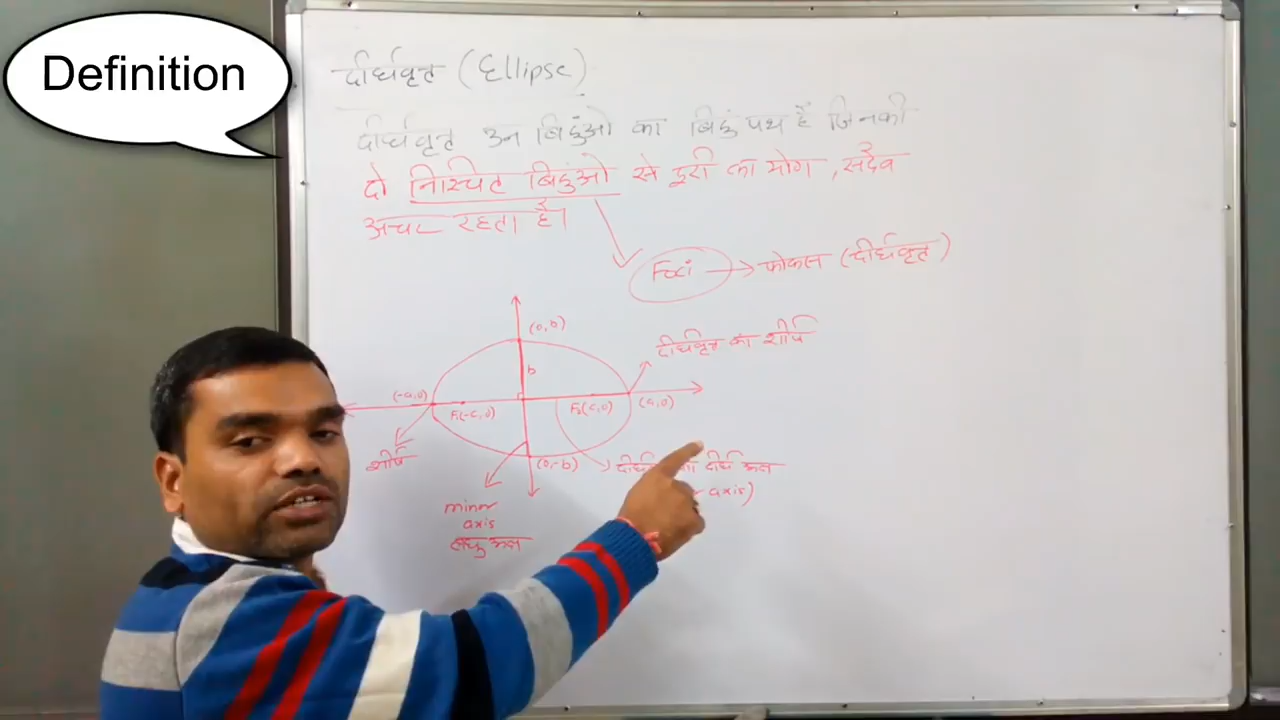 Definition
दीर्घवृत (Ellipse)
दीर्घवृत उन बिंदुंओ का बिंदुं पथ है जिनकी
दो निश्चित बिंदुंओ से दूरी का योग , सदैव
अचर रहता है।
Foci → फोकस (दीर्घवृत)
(0,b)
दीर्घवृत का शीर्ष
b
(-a,0)
F₁(-c,0)
F₂(c,0)
(a,0)
शीर्ष
(0,-b)
का दीर्घ अक्ष
axis)
minor
axis
लघु अक्ष